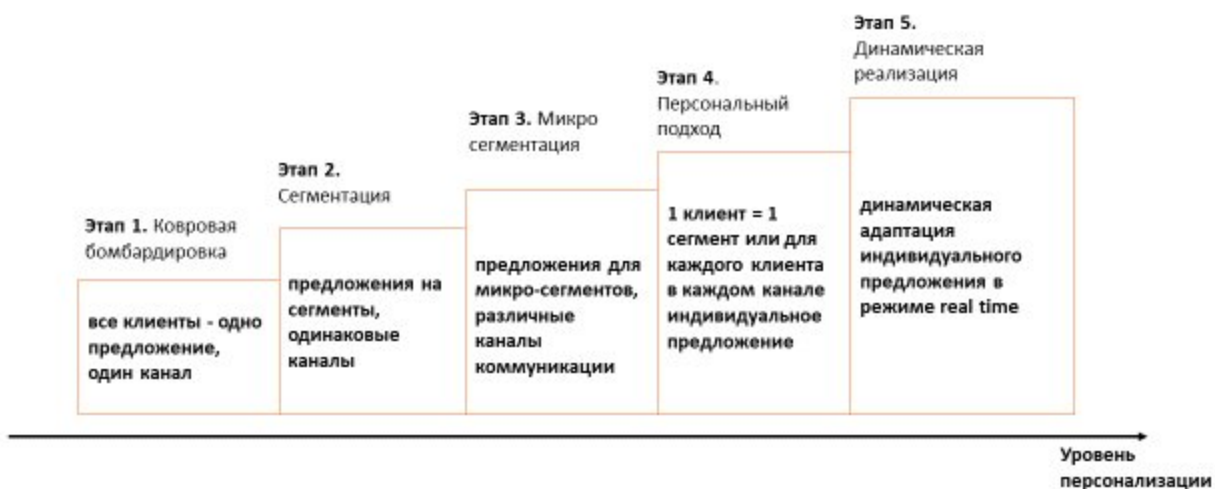 Этап 1. Ковровая
бомбардировка
все клиенты - одно
предложение,
один канал
Этап 2.
Сегментация
предложения на
сегменты,
одинаковые
каналы
Этап 3. Микро
сегментация
предложения для
микро-сегментов,
различные
каналы
коммуникации
Этап 4.
Персональный
подход
1 клиент = 1
сегмент или для
каждого клиента
в каждом канале
индивидуальное
предложение
Этап 5.
Динамическая
реализация
динамическая
адаптация
индивидуального
предложения в
режиме real time
Уровень
персонализации